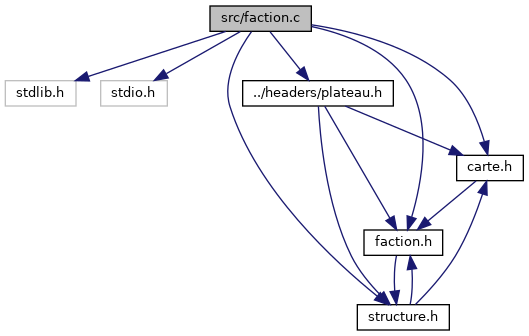 src/faction.c
stdlib.h
stdio.h
../headers/plateau.h
carte.h
faction.h
structure.h